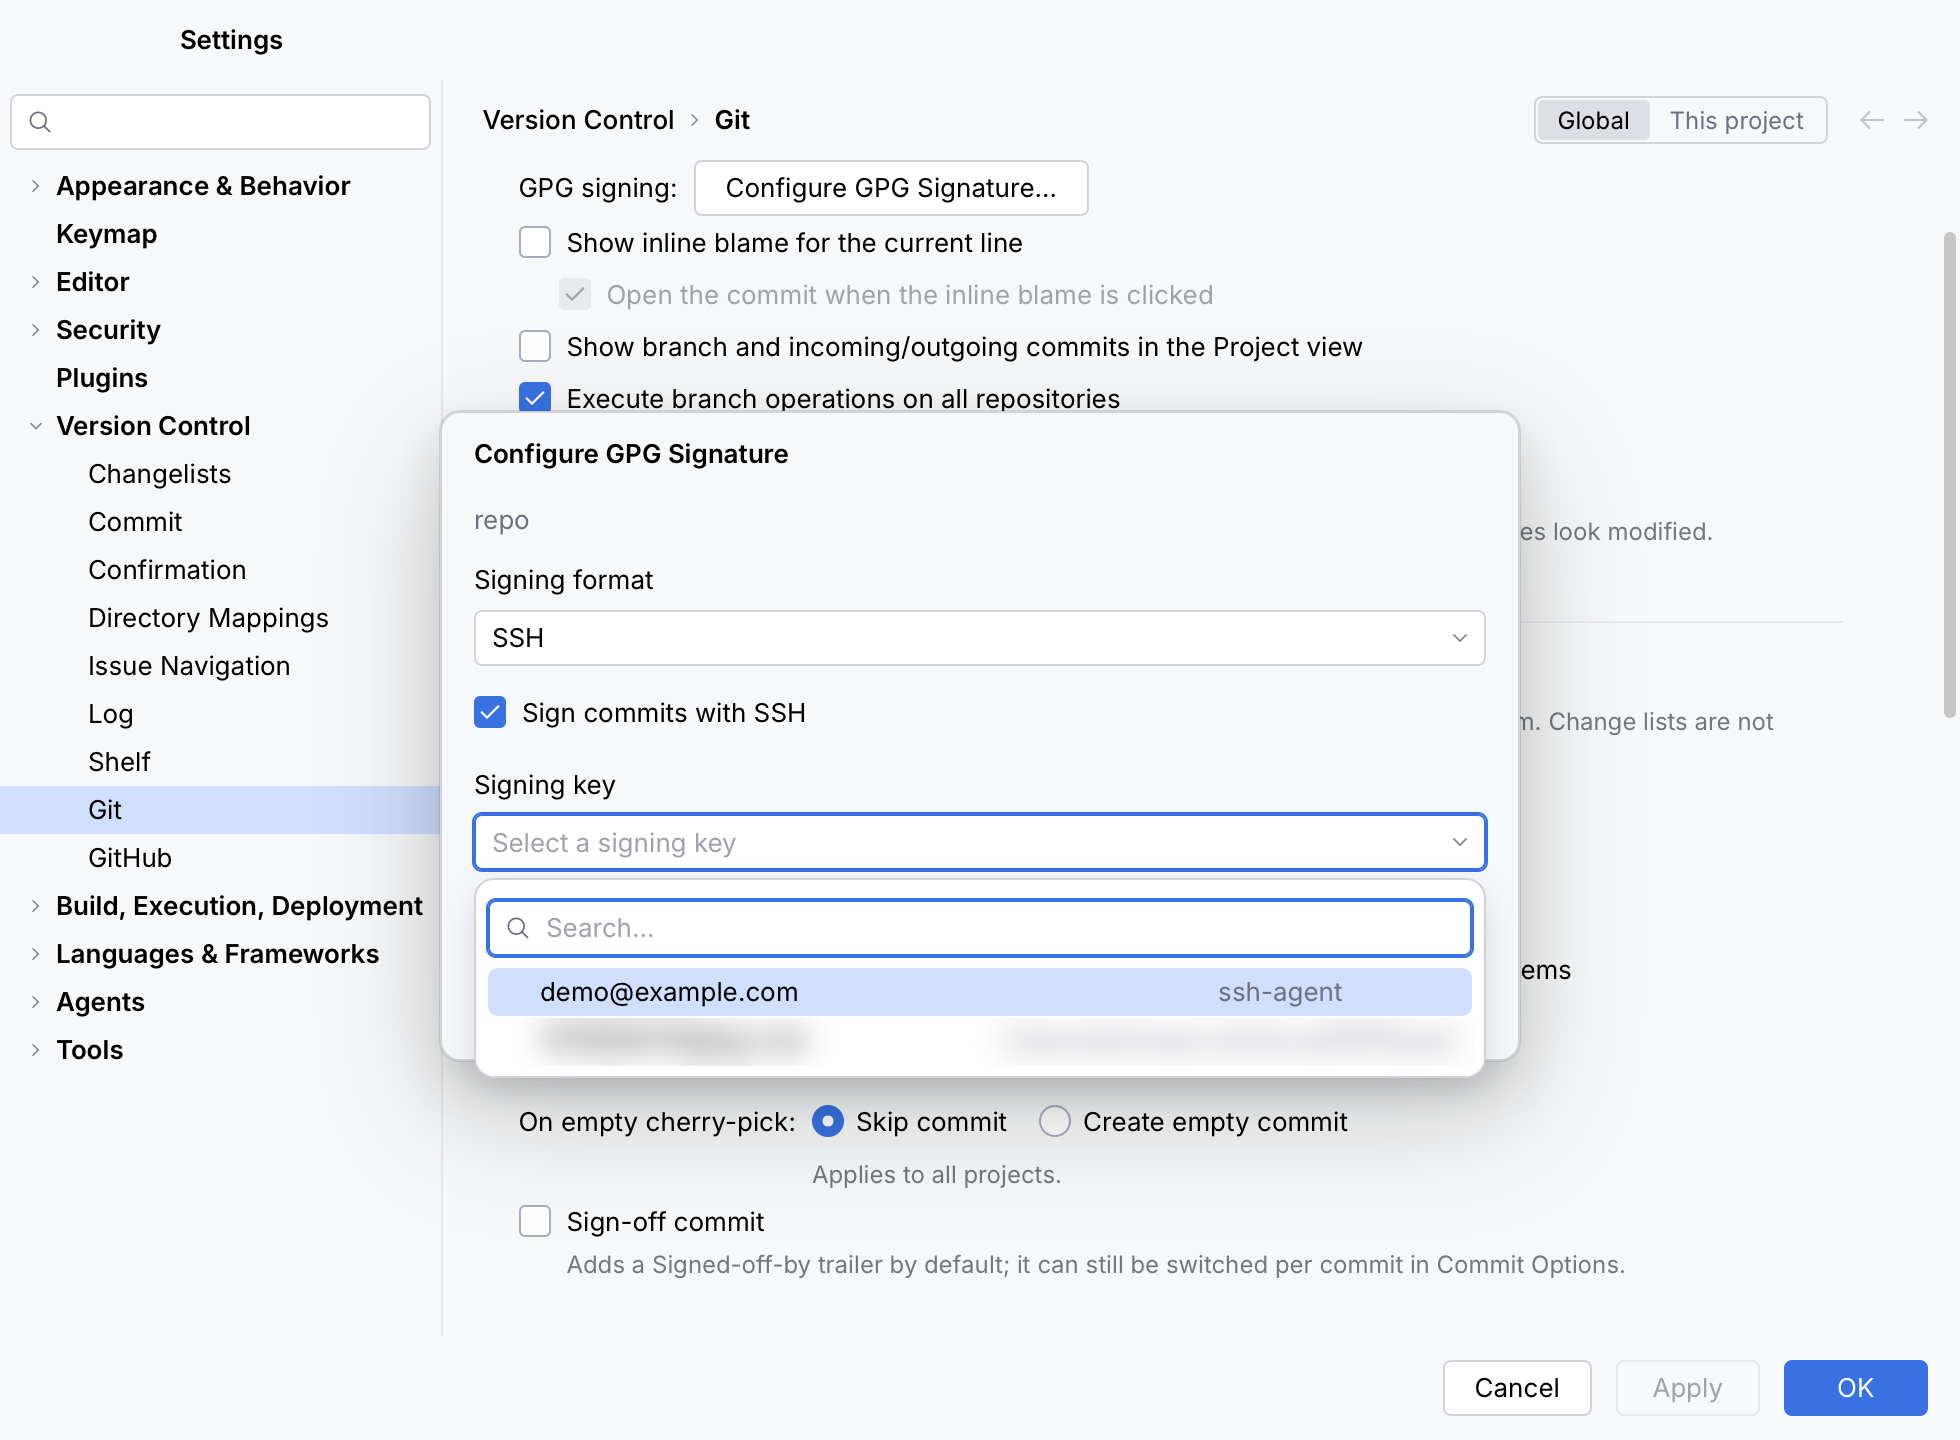 Settings
Appearance & Behavior
Keymap
Editor
Security
Plugins
Version Control
Changelists
Commit
Confirmation
Directory Mappings
Issue Navigation
Log
Shelf
Git
GitHub
Build, Execution, Deployment
Languages & Frameworks
Agents
Tools
Version Control › Git
Global This project
GPG signing: Configure GPG Signature...
Show inline blame for the current line
Open the commit when the inline blame is clicked
Show branch and incoming/outgoing commits in the Project view
Execute branch operations on all repositories
es look modified.
m. Change lists are not
ems
Configure GPG Signature
repo
Signing format
SSH
Sign commits with SSH
Signing key
Select a signing key
Search...
demo@example.com ssh-agent
On empty cherry-pick: Skip commit Create empty commit
Applies to all projects.
Sign-off commit
Adds a Signed-off-by trailer by default; it can still be switched per commit in Commit Options.
Cancel Apply OK